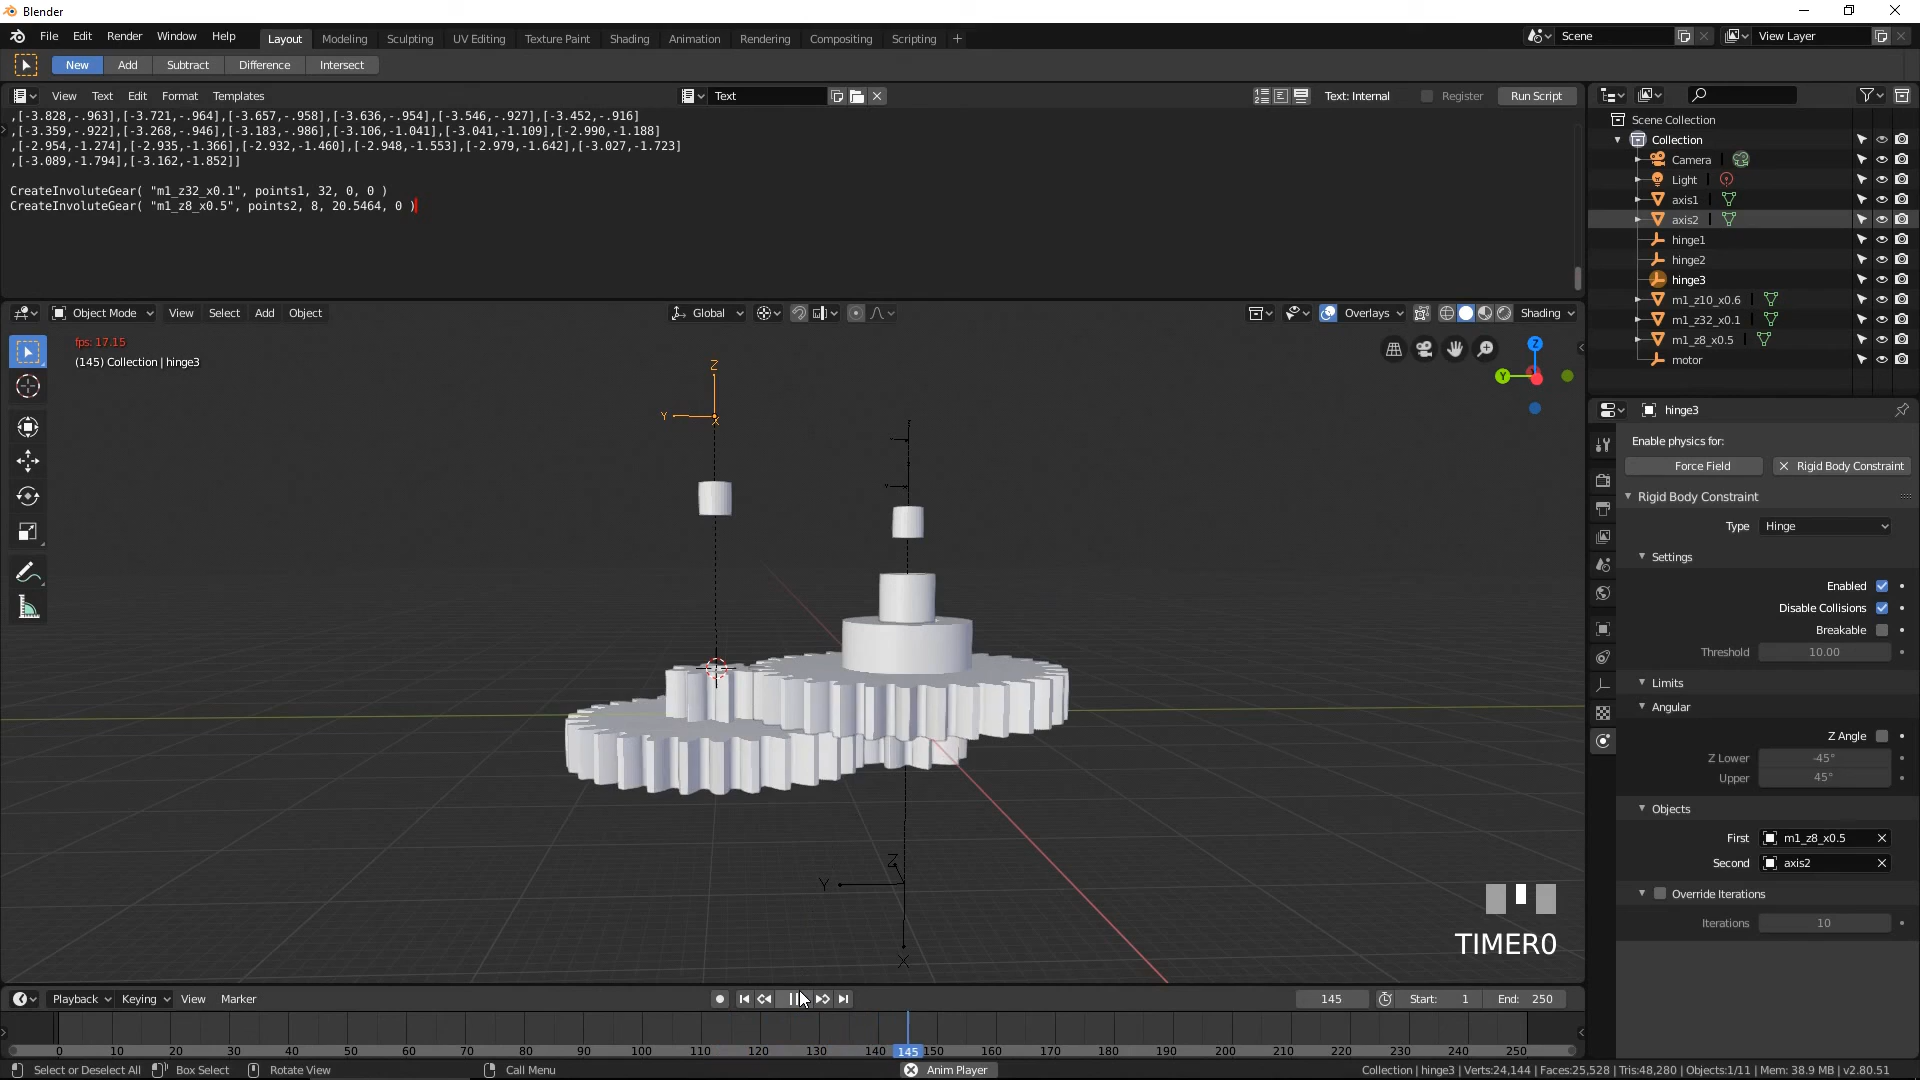 Blender
File Edit Render Window Help Layout Modeling Sculpting UV Editing Texture Paint Shading Animation Rendering Compositing Scripting + Scene View Layer
New Add Subtract Difference Intersect
View Text Edit Format Templates Text Text: Internal Register Run Script
,[-3.828,-.963],[-3.721,-.964],[-3.657,-.958],[-3.636,-.954],[-3.546,-.927],[-3.452,-.916]
,[-3.359,-.922],[-3.268,-.946],[-3.183,-.986],[-3.106,-1.041],[-3.041,-1.109],[-2.990,-1.188]
,[-2.954,-1.274],[-2.935,-1.366],[-2.932,-1.460],[-2.948,-1.553],[-2.979,-1.642],[-3.027,-1.723]
,[-3.089,-1.794],[-3.162,-1.852]]
CreateInvoluteGear( "m1_z32_x0.1", points1, 32, 0, 0 )
CreateInvoluteGear( "m1_z8_x0.5", points2, 8, 20.5464, 0 )
Object Mode View Select Add Object Global Overlays Shading
fps: 17.15
(145) Collection | hinge3
Z
Y
X
Z
Y
Z
Y
X
TIMER0
Scene Collection
Collection
Camera
Light
axis1
axis2
hinge1
hinge2
hinge3
m1_z10_x0.6
m1_z32_x0.1
m1_z8_x0.5
motor
hinge3
Enable physics for:
Force Field Rigid Body Constraint
Rigid Body Constraint
Type Hinge
Settings
Enabled
Disable Collisions
Breakable
Threshold 10.00
Limits
Angular
Z Angle
Z Lower -45°
Upper 45°
Objects
First m1_z8_x0.5
Second axis2
Override Iterations
Iterations 10
Playback Keying View Marker 145 Start: 1 End: 250
0 10 20 30 40 50 60 70 80 90 100 110 120 130 140 145 150 160 170 180 190 200 210 220 230 240 250
Select or Deselect All Box Select Rotate View Call Menu Anim Player Collection | hinge3 | Verts:24,144 | Faces:25,528 | Tris:48,280 | Objects:1/11 | Mem: 38.9 MB | v2.80.51